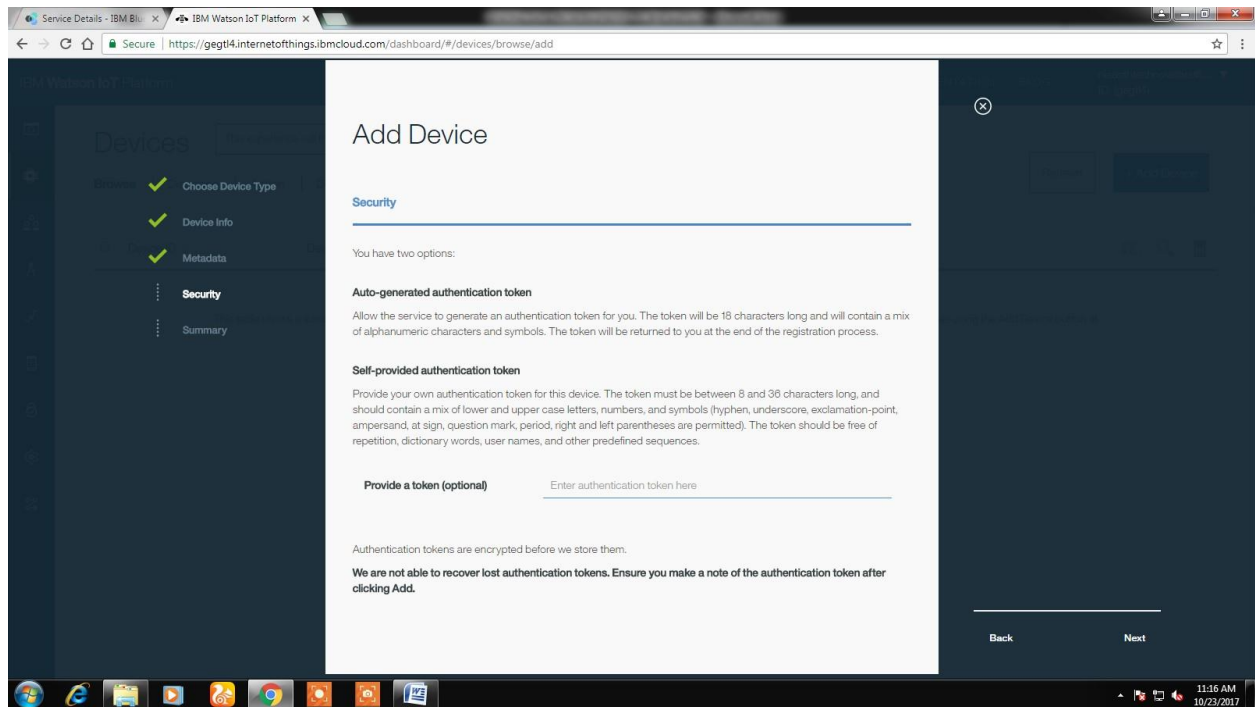 Service Details - IBM Blu
IBM Watson IoT Platform
Secure | https://gegtl4.internetofthings.ibmcloud.com/dashboard/#/devices/browse/add
IBM Watson IoT Platform
Devices
Add Device
Choose Device Type
Device Info
Metadata
Security
Summary
Security
You have two options:
Auto-generated authentication token
Allow the service to generate an authentication token for you. The token will be 18 characters long and will contain a mix
of alphanumeric characters and symbols. The token will be returned to you at the end of the registration process.
Self-provided authentication token
Provide your own authentication token for this device. The token must be between 8 and 36 characters long, and
should contain a mix of lower and upper case letters, numbers, and symbols (hyphen, underscore, exclamation-point,
ampersand, at sign, question mark, period, right and left parentheses are permitted). The token should be free of
repetition, dictionary words, user names, and other predefined sequences.
Provide a token (optional)
Enter authentication token here
Authentication tokens are encrypted before we store them.
We are not able to recover lost authentication tokens. Ensure you make a note of the authentication token after
clicking Add.
Back
Next
11:16 AM
10/23/2017